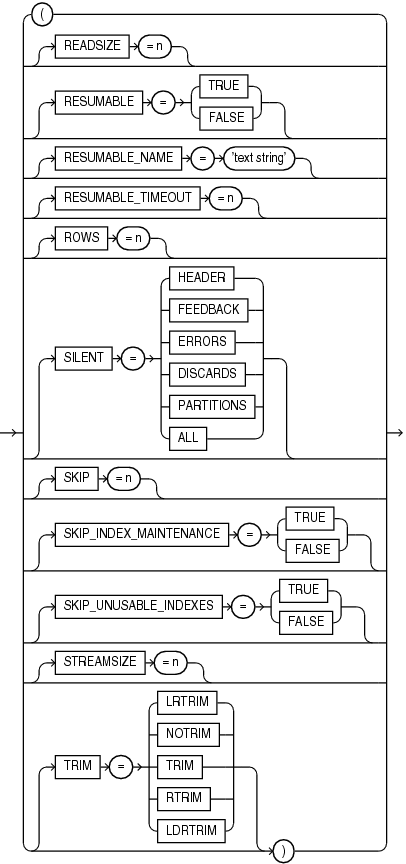 (
READSIZE = n
RESUMABLE = TRUE
FALSE
RESUMABLE_NAME = 'text string'
RESUMABLE_TIMEOUT = n
ROWS = n
HEADER
FEEDBACK
ERRORS
SILENT = DISCARDS
PARTITIONS
ALL
SKIP = n
SKIP_INDEX_MAINTENANCE = TRUE
FALSE
SKIP_UNUSABLE_INDEXES = TRUE
FALSE
STREAMSIZE = n
LRTRIM
NOTRIM
TRIM = TRIM
RTRIM
LDRTRIM
)